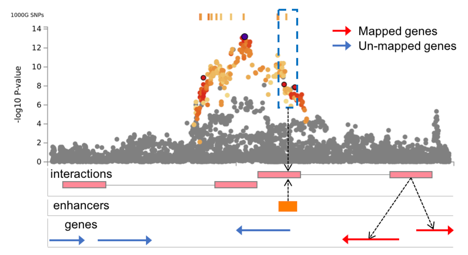 1000G SNPs
Mapped genes
Un-mapped genes
-log10 P-value
14
12
10
8
6
4
2
0
interactions
enhancers
genes